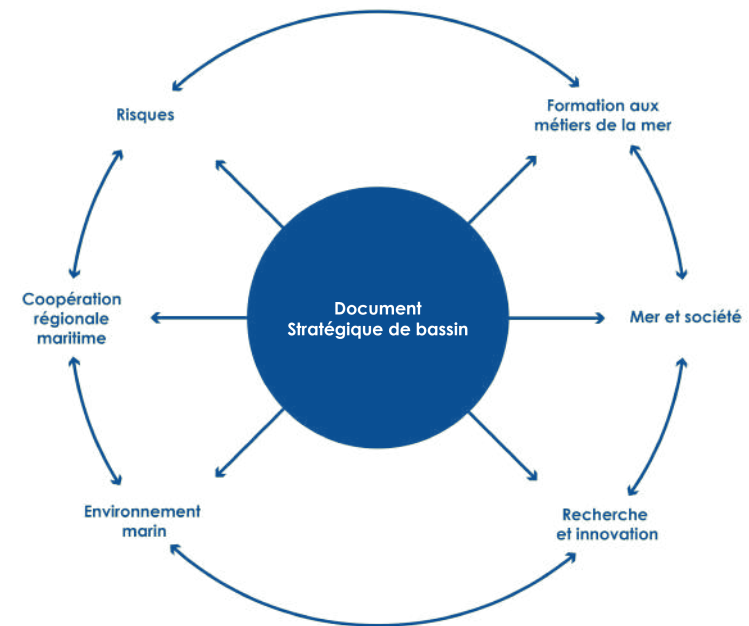 Risques
Formation aux
métiers de la mer
Coopération
régionale
maritime
Document
Stratégique de bassin
Mer et société
Environnement
marin
Recherche
et innovation